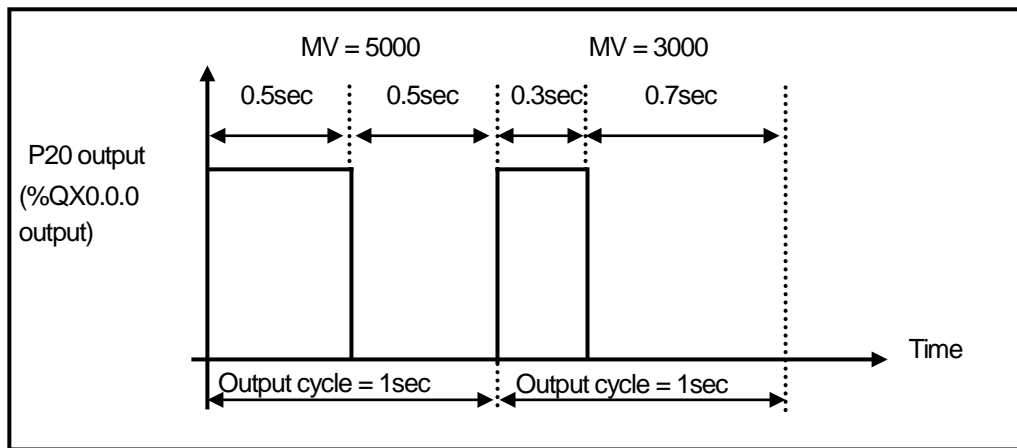 MV = 5000
MV = 3000
0.5sec
0.5sec
0.3sec
0.7sec
P20 output
(%QX0.0.0
output)
Time
Output cycle = 1sec
Output cycle = 1sec